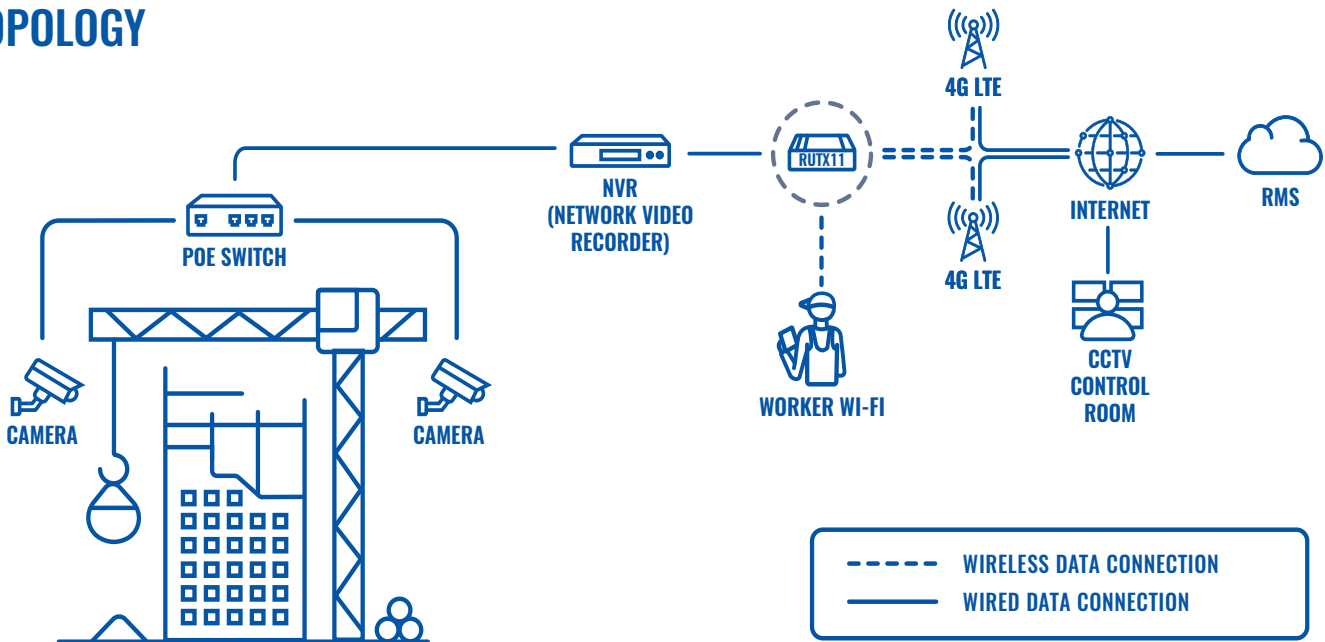 OPOLOGY
4G LTE
RUTX11
NVR
(NETWORK VIDEO
RECORDER)
INTERNET
RMS
POE SWITCH
4G LTE
CAMERA
CAMERA
WORKER WI-FI
CCTV
CONTROL
ROOM
WIRELESS DATA CONNECTION
WIRED DATA CONNECTION